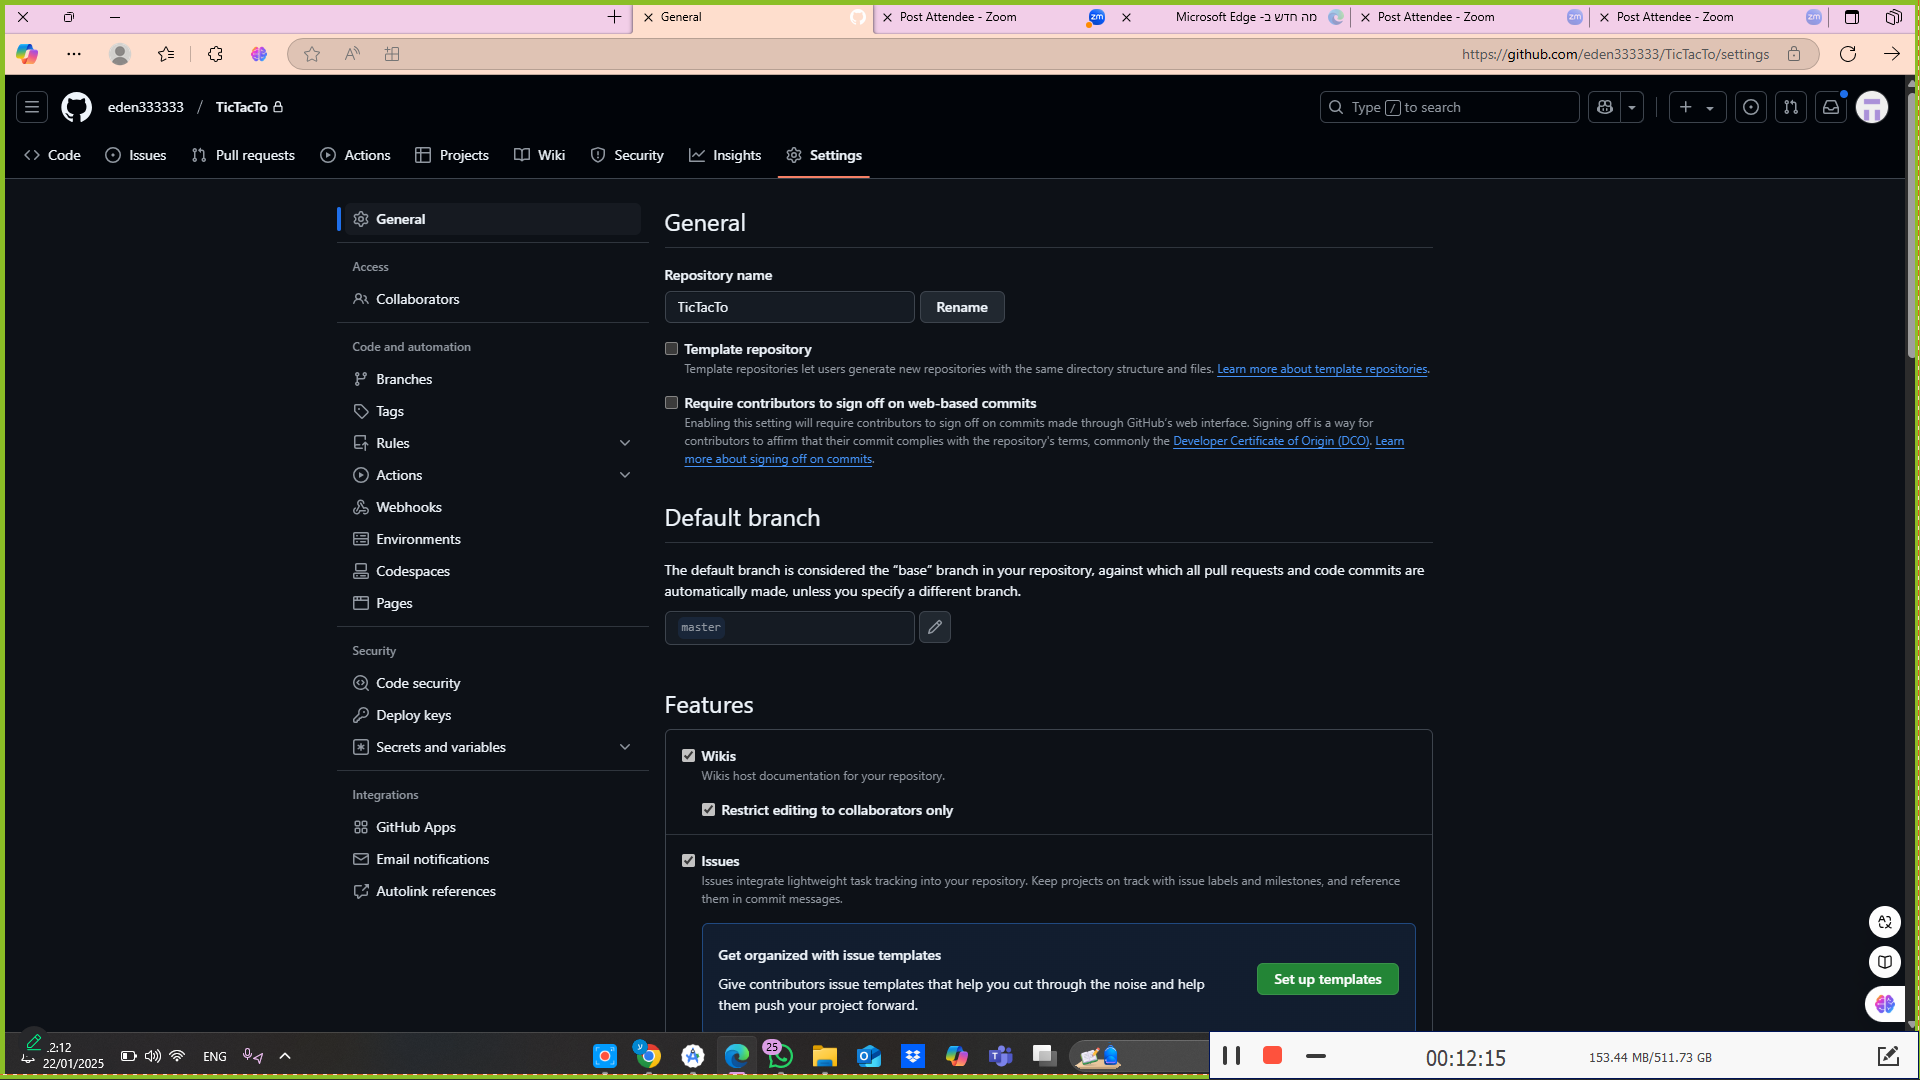 General
Post Attendee - Zoom
מה חדש ב- Microsoft Edge
Post Attendee - Zoom
Post Attendee - Zoom
https://github.com/eden333333/TicTacTo/settings
eden333333 / TicTacTo
Type / to search
Code
Issues
Pull requests
Actions
Projects
Wiki
Security
Insights
Settings
General
Access
Collaborators
Code and automation
Branches
Tags
Rules
Actions
Webhooks
Environments
Codespaces
Pages
Security
Code security
Deploy keys
Secrets and variables
Integrations
GitHub Apps
Email notifications
Autolink references
General
Repository name
TicTacTo
Rename
Template repository
Template repositories let users generate new repositories with the same directory structure and files. Learn more about template repositories.
Require contributors to sign off on web-based commits
Enabling this setting will require contributors to sign off on commits made through GitHub's web interface. Signing off is a way for
contributors to affirm that their commit complies with the repository's terms, commonly the Developer Certificate of Origin (DCO). Learn
more about signing off on commits.
Default branch
The default branch is considered the “base” branch in your repository, against which all pull requests and code commits are
automatically made, unless you specify a different branch.
master
Features
Wikis
Wikis host documentation for your repository.
Restrict editing to collaborators only
Issues
Issues integrate lightweight task tracking into your repository. Keep projects on track with issue labels and milestones, and reference
them in commit messages.
Get organized with issue templates
Give contributors issue templates that help you cut through the noise and help
them push your project forward.
Set up templates
22/01/2025
ENG
25
00:12:15
153.44 MB/511.73 GB